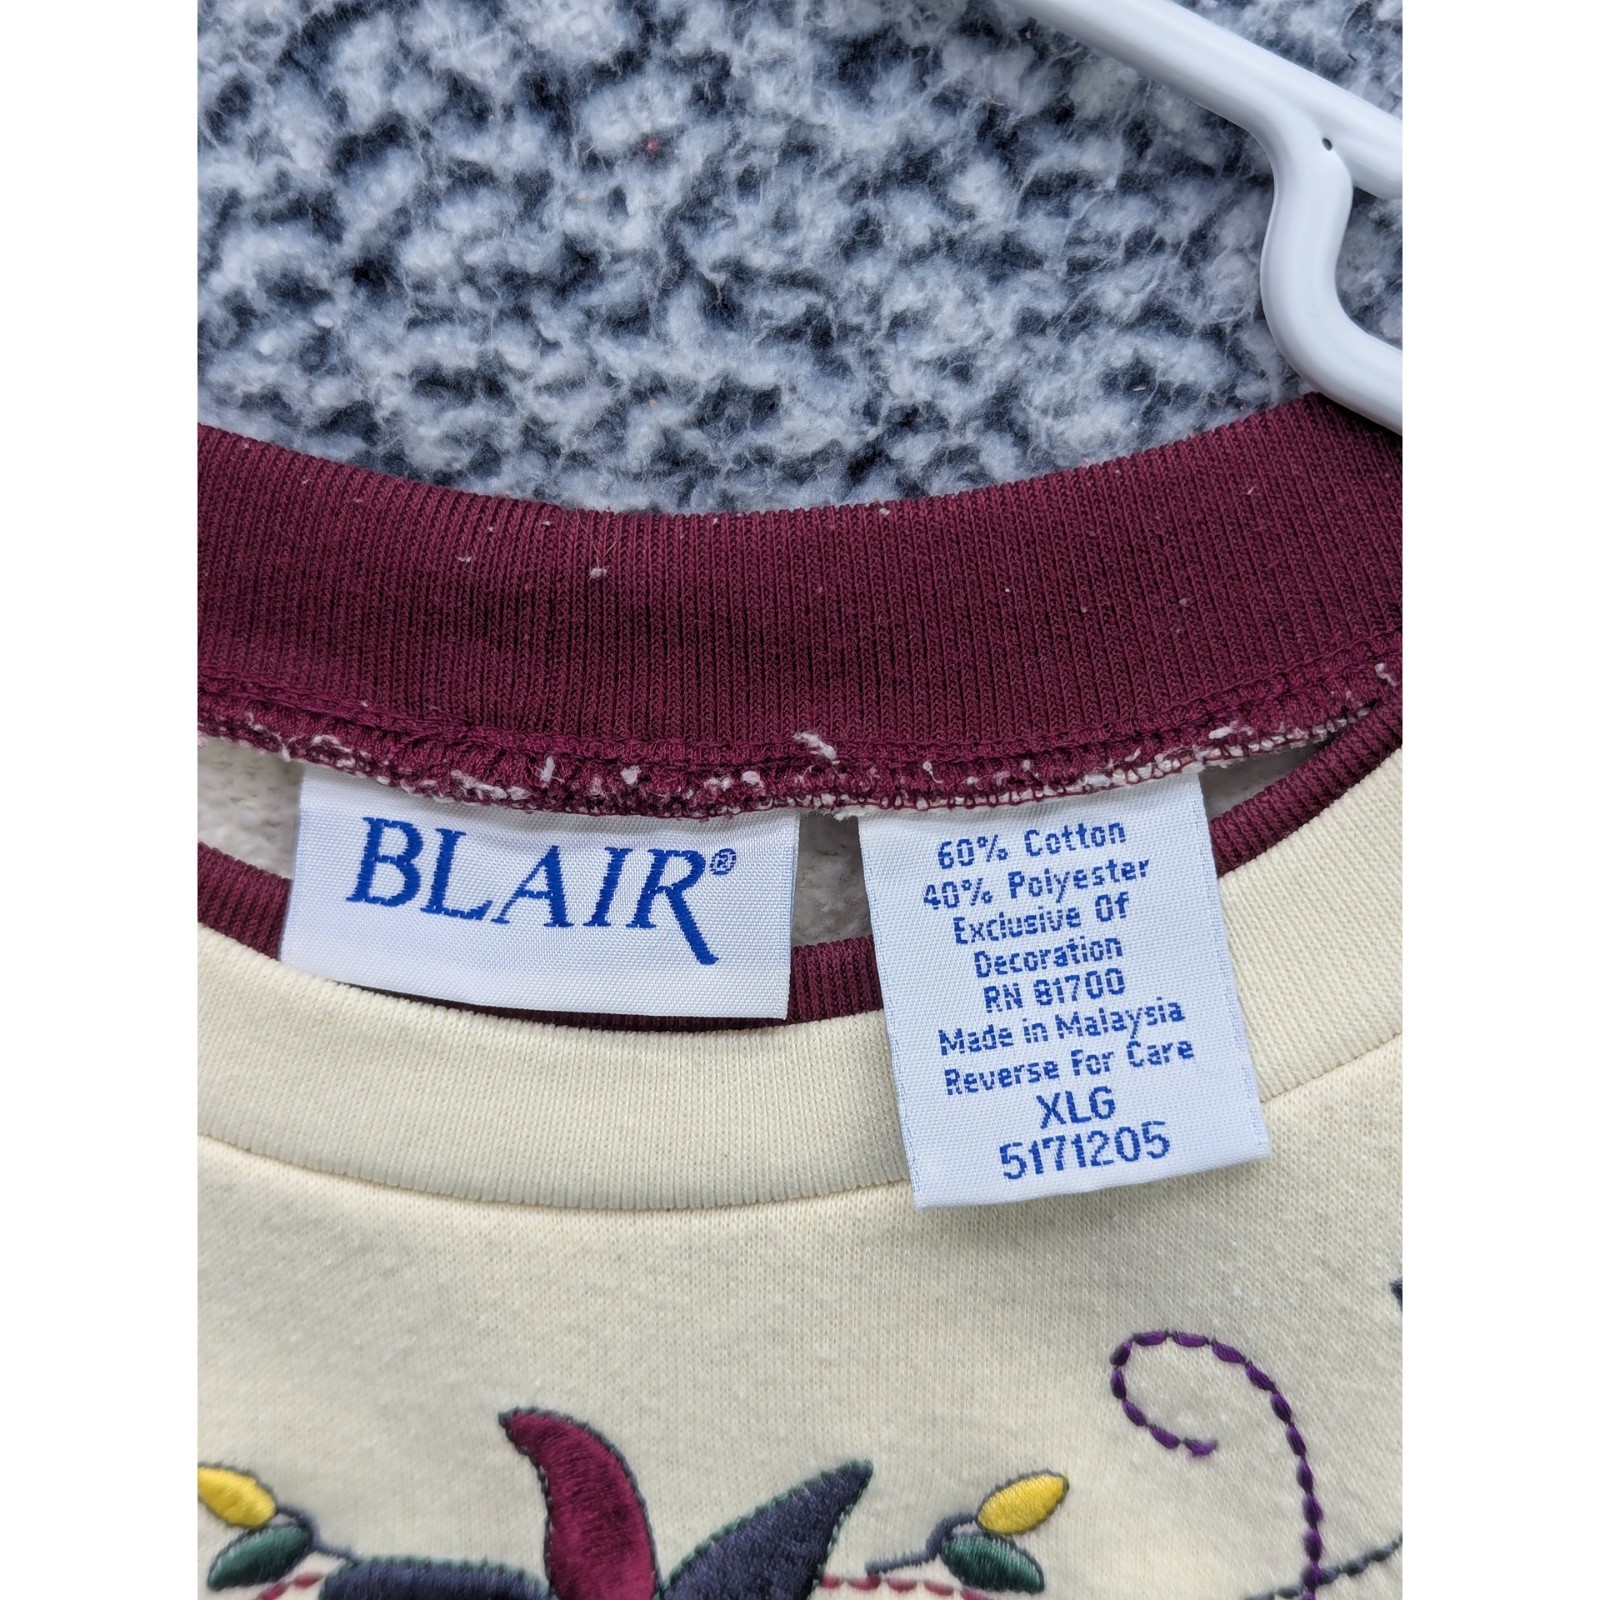 BLAIR®
60% Cotton
40% Polyester
Exclusive Of
Decoration
RN 81700
Made in Malaysia
Reverse For Care
XLG
5171205